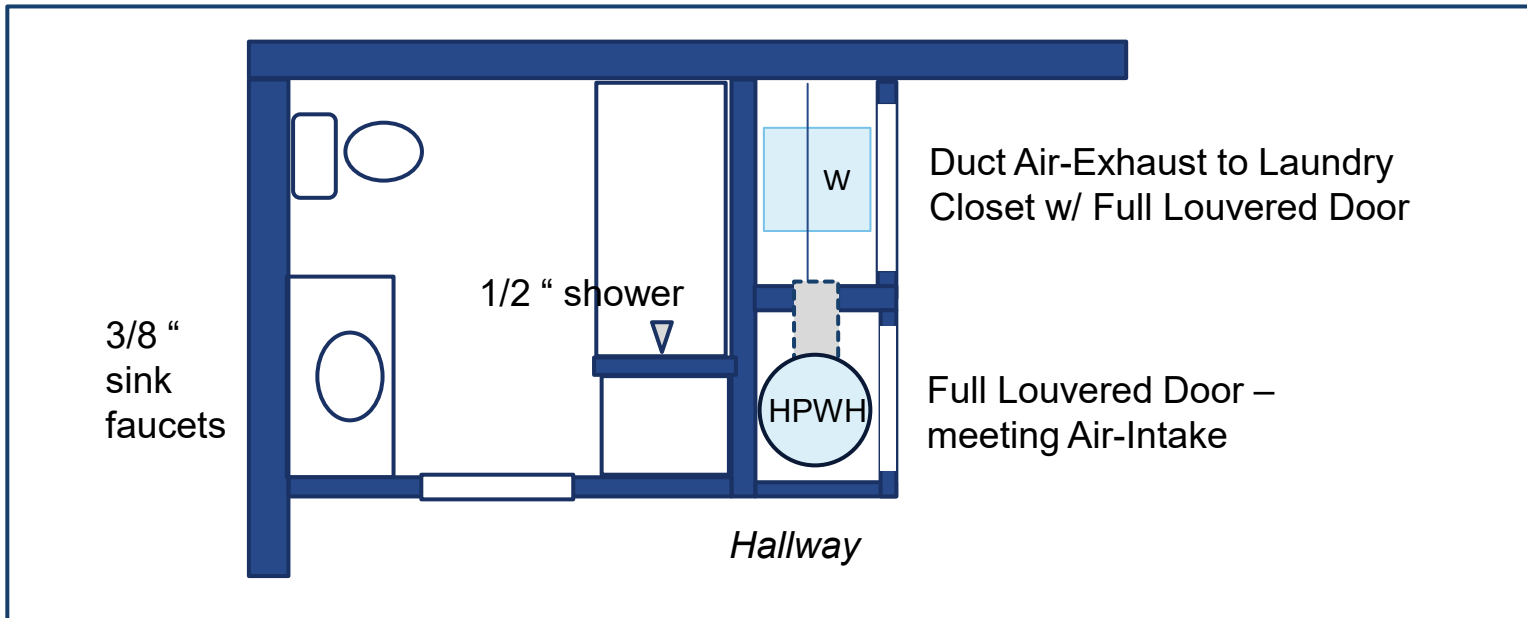 W
Duct Air-Exhaust to Laundry
Closet w/ Full Louvered Door
1/2 “ shower
3/8 “
sink
faucets
HPWH
Full Louvered Door –
meeting Air-Intake
Hallway